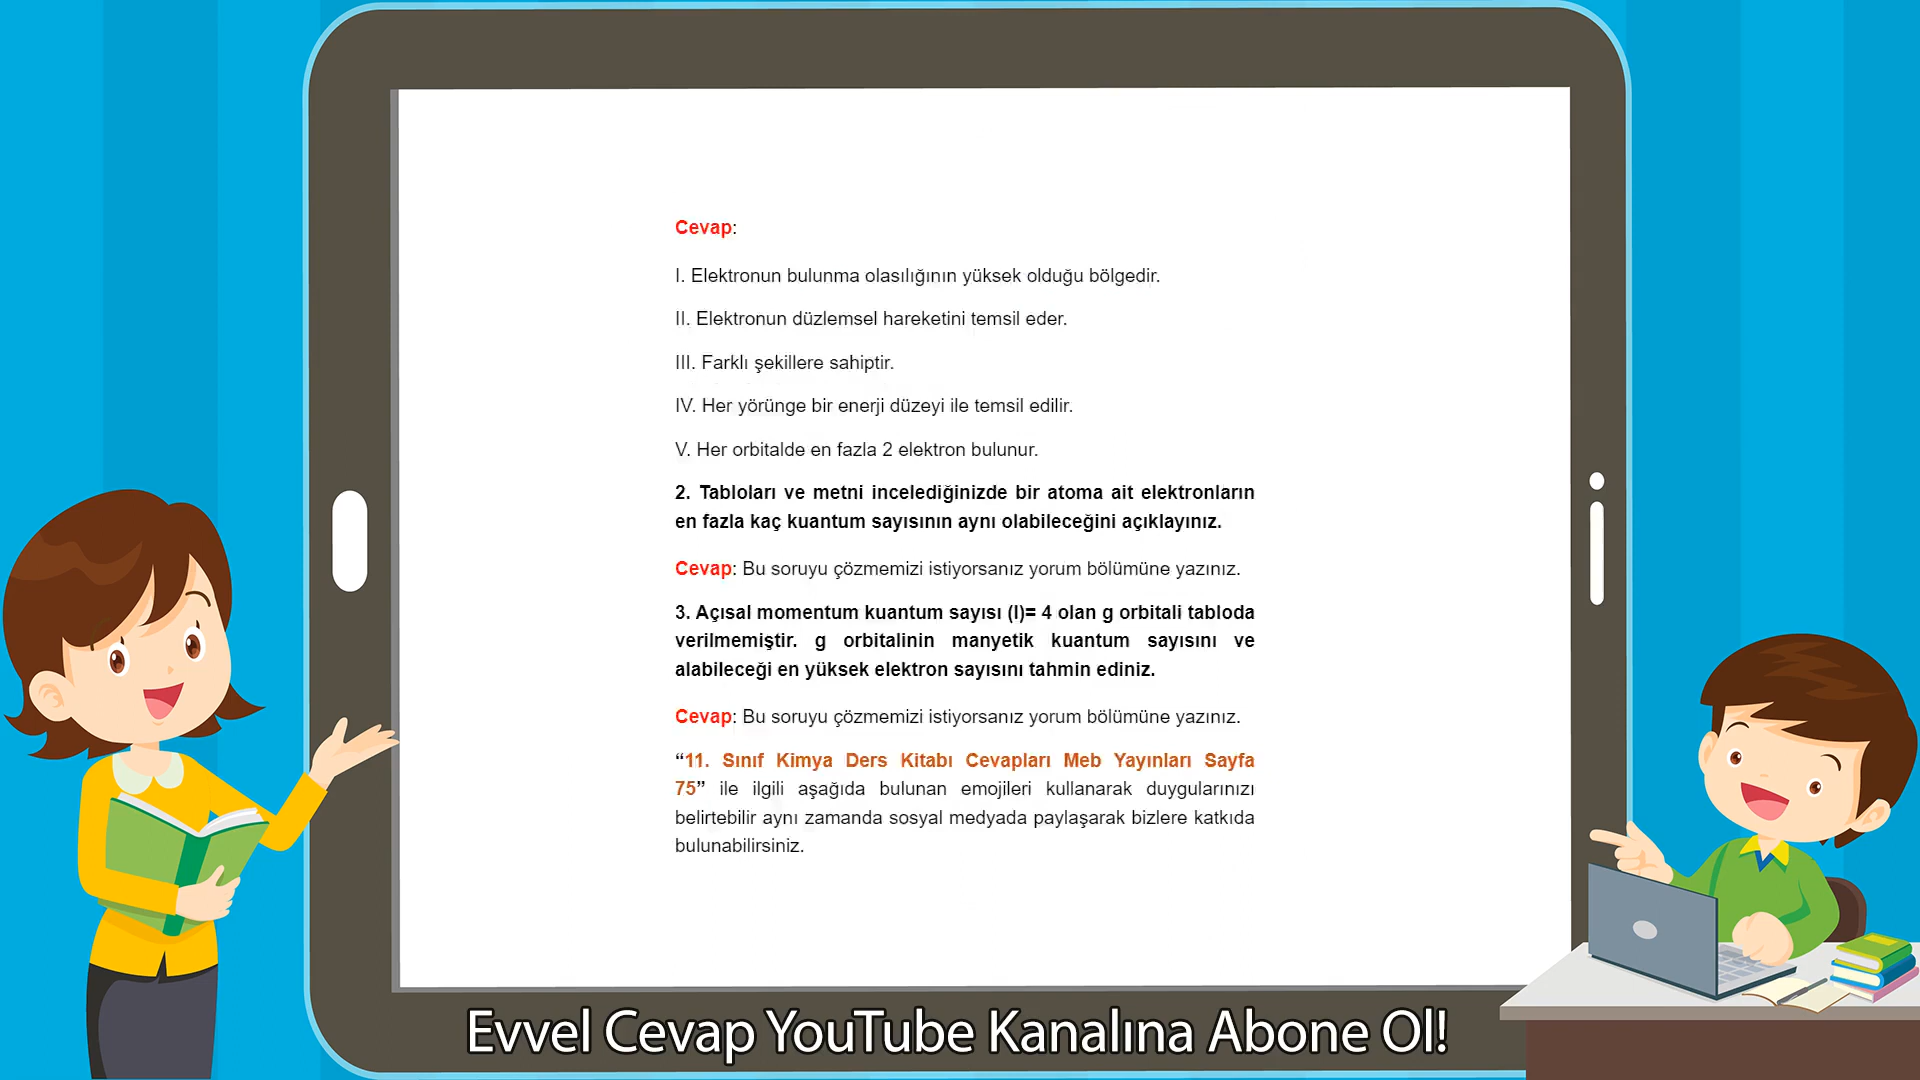 Cevap:
I. Elektronun bulunma olasılığının yüksek olduğu bölgedir.
II. Elektronun düzlemsel hareketini temsil eder.
III. Farklı şekillere sahiptir.
IV. Her yörünge bir enerji düzeyi ile temsil edilir.
V. Her orbitalde en fazla 2 elektron bulunur.
2. Tabloları ve metni incelediğinizde bir atoma ait elektronların
en fazla kaç kuantum sayısının aynı olabileceğini açıklayınız.
Cevap: Bu soruyu çözmemizi istiyorsanız yorum bölümüne yazınız.
3. Açısal momentum kuantum sayısı (l)= 4 olan g orbitali tabloda
verilmemiştir. g orbitalinin manyetik kuantum sayısını ve
alabileceği en yüksek elektron sayısını tahmin ediniz.
Cevap: Bu soruyu çözmemizi istiyorsanız yorum bölümüne yazınız.
“11. Sınıf Kimya Ders Kitabı Cevapları Meb Yayınları Sayfa
75” ile ilgili aşağıda bulunan emojileri kullanarak duygularınızı
belirtebilir aynı zamanda sosyal medyada paylaşarak bizlere katkıda
bulunabilirsiniz.
Evvel Cevap YouTube Kanalına Abone Ol!